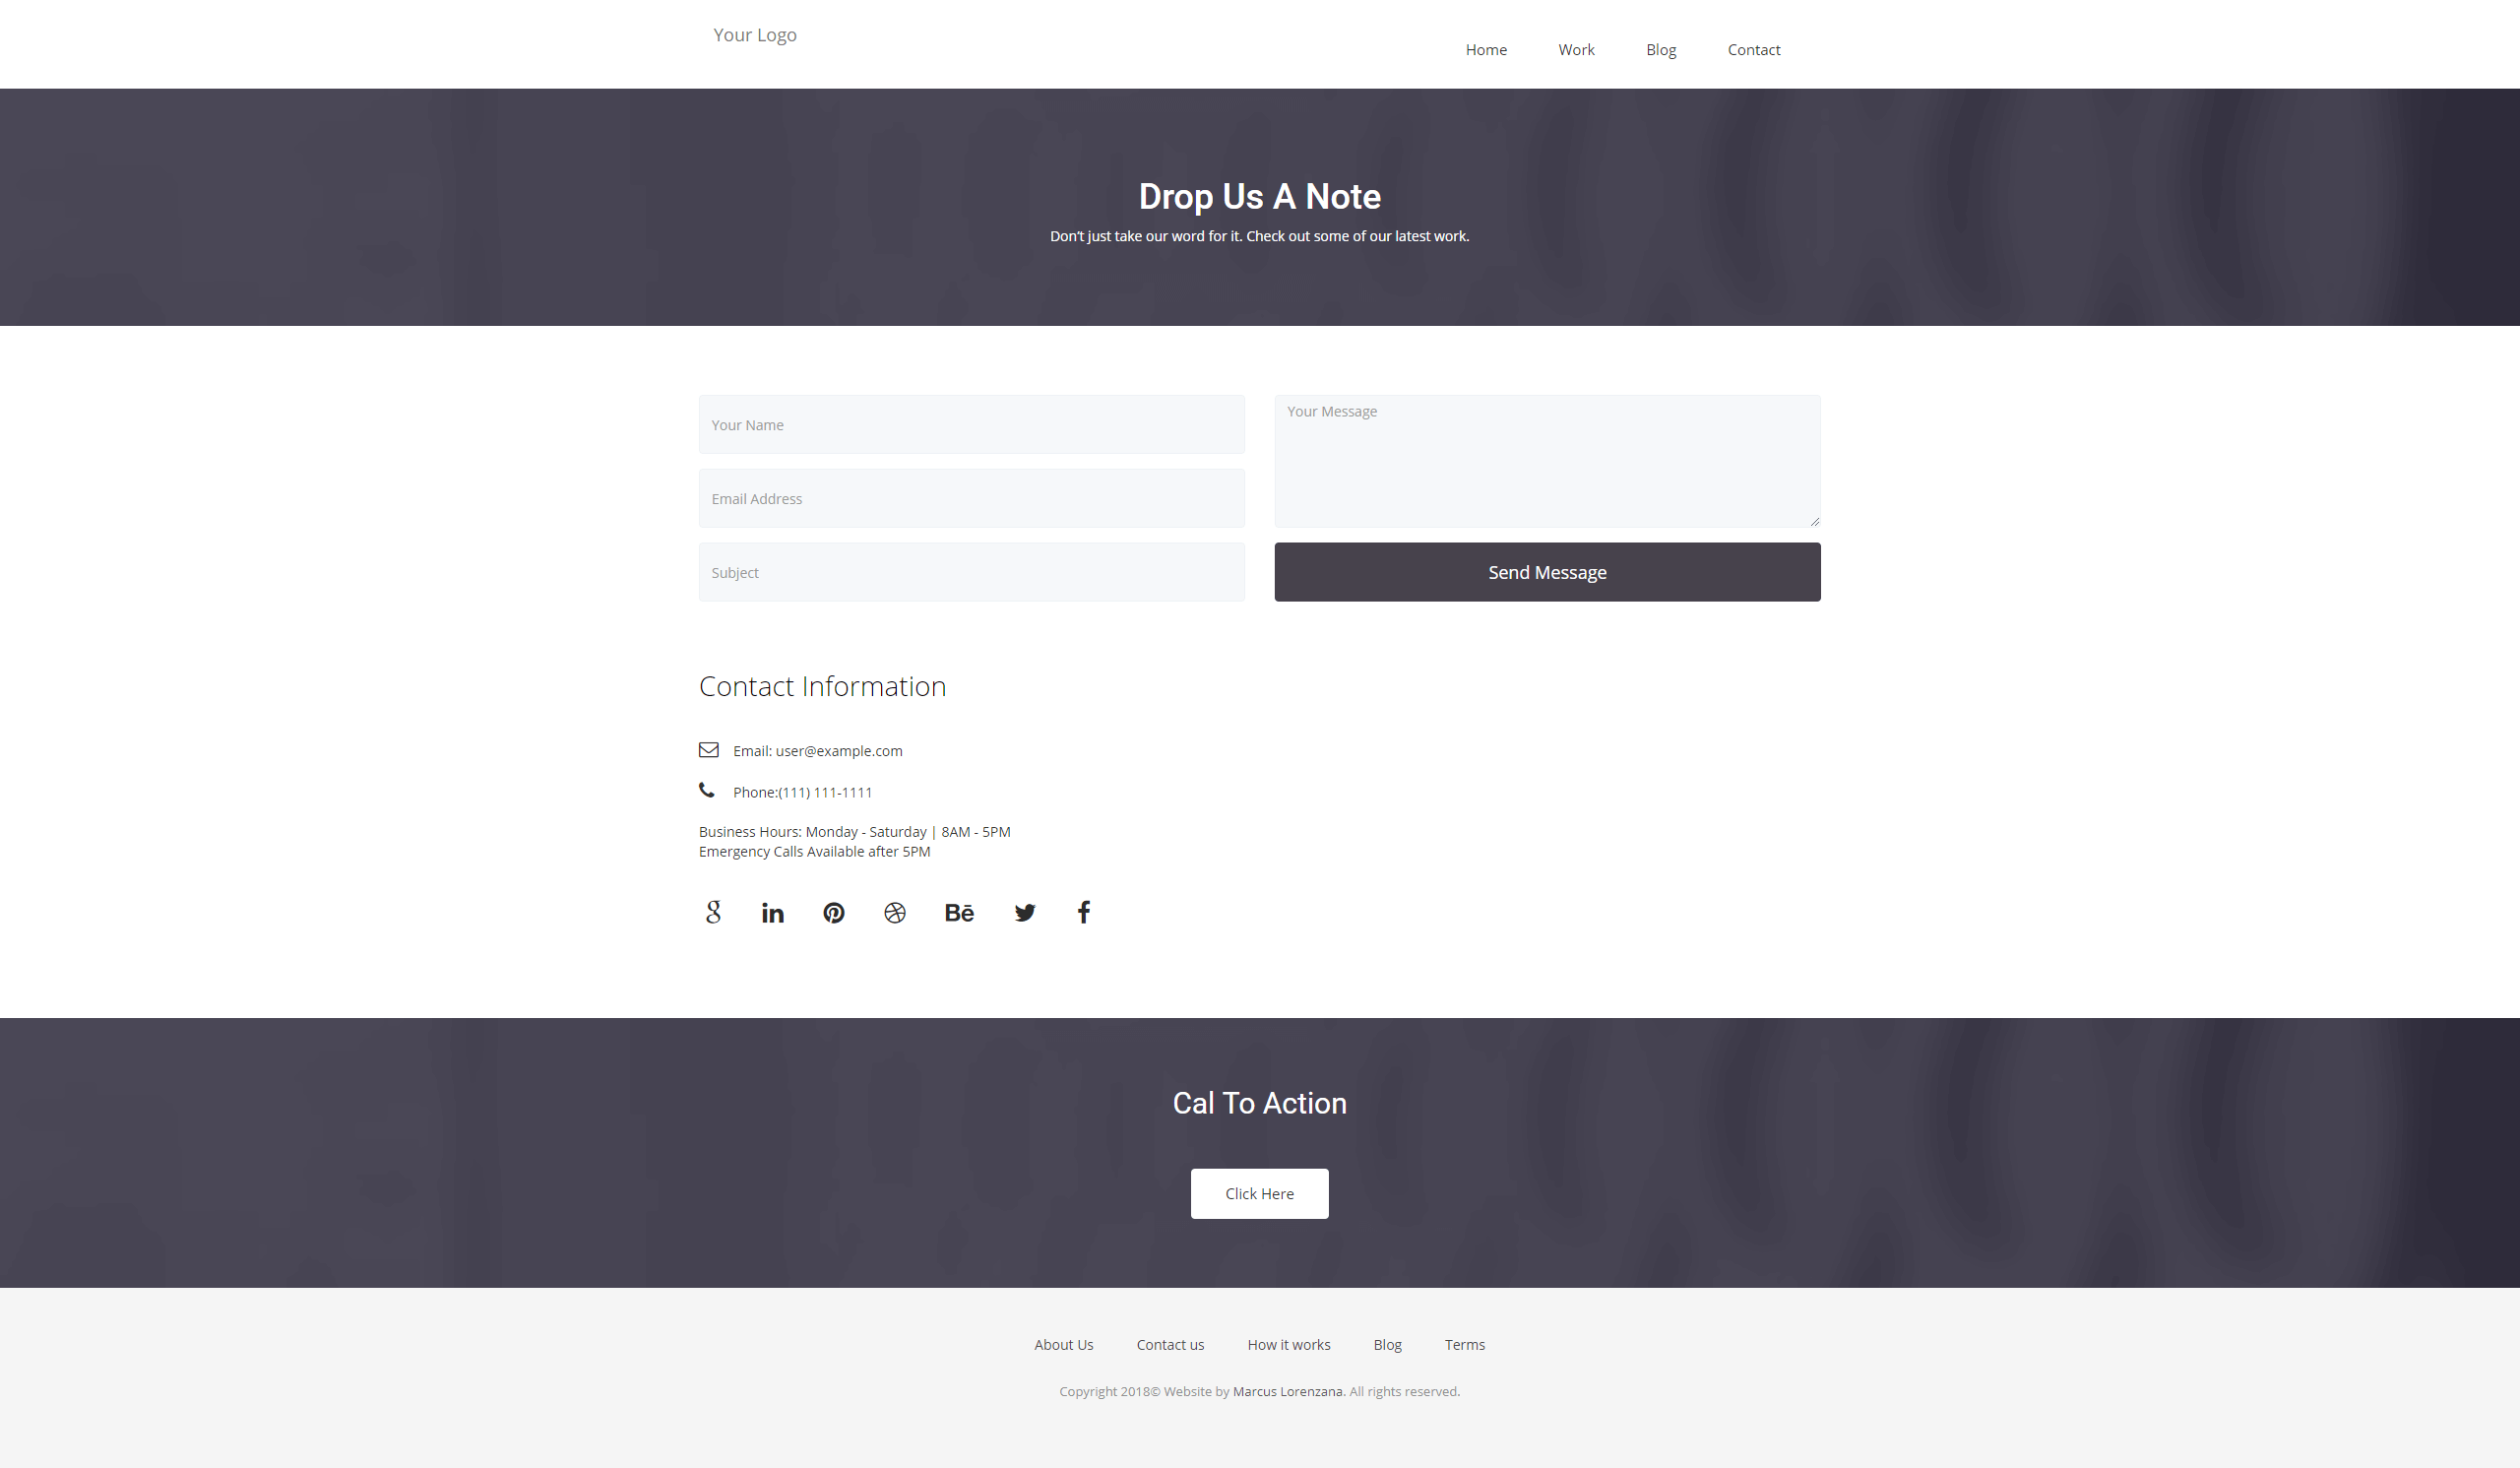 Your Logo
Home Work Blog Contact
Drop Us A Note
Don't just take our word for it. Check out some of our latest work.
Your Name
Email Address
Subject
Your Message
Send Message
Contact Information
Email: user@example.com
Phone:(111) 111-1111
Business Hours: Monday - Saturday | 8AM - 5PM
Emergency Calls Available after 5PM
Cal To Action
Click Here
About Us Contact us How it works Blog Terms
Copyright 2018© Website by Marcus Lorenzana. All rights reserved.